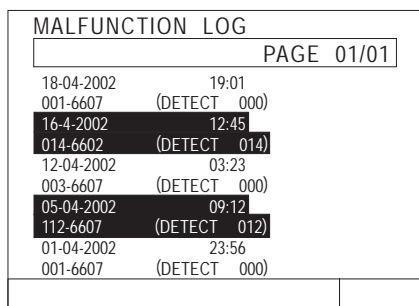 MALFUNCTION LOG
PAGE 01/01
18-04-2002 19:01
001-6607 (DETECT 000)
16-4-2002 12:45
014-6602 (DETECT 014)
12-04-2002 03:23
003-6607 (DETECT 000)
05-04-2002 09:12
112-6607 (DETECT 012)
01-04-2002 23:56
001-6607 (DETECT 000)